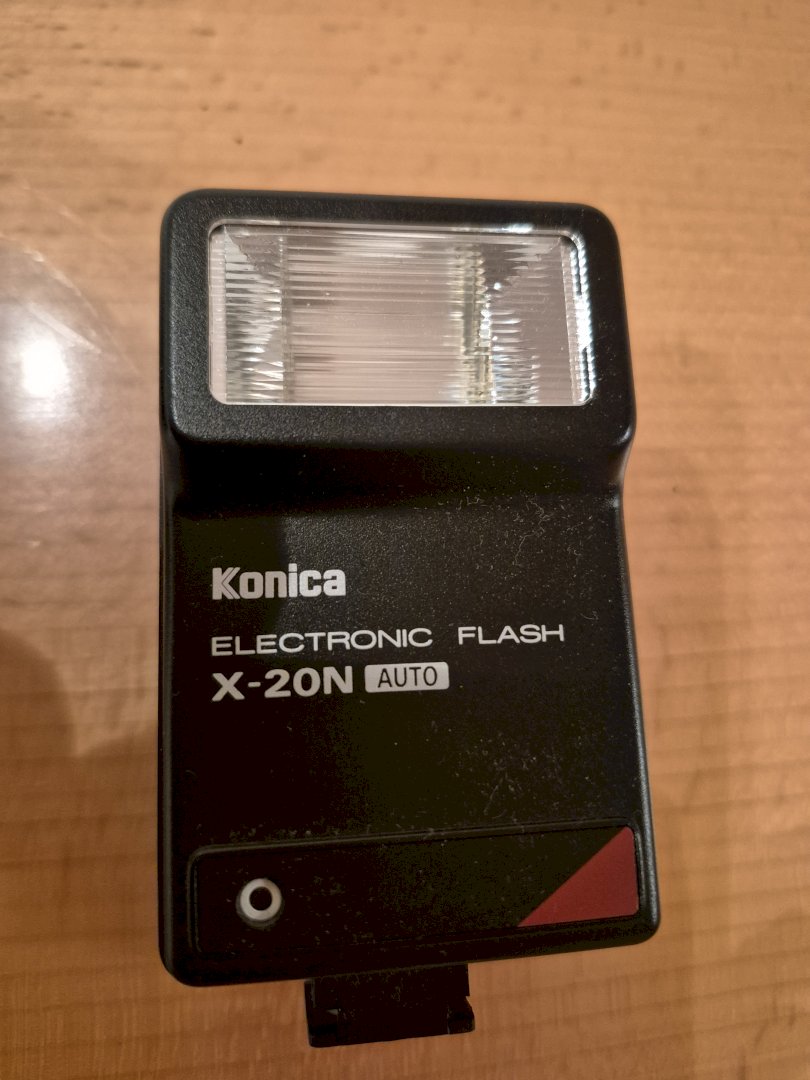 Konica
ELECTRONIC FLASH
X-20N AUTO